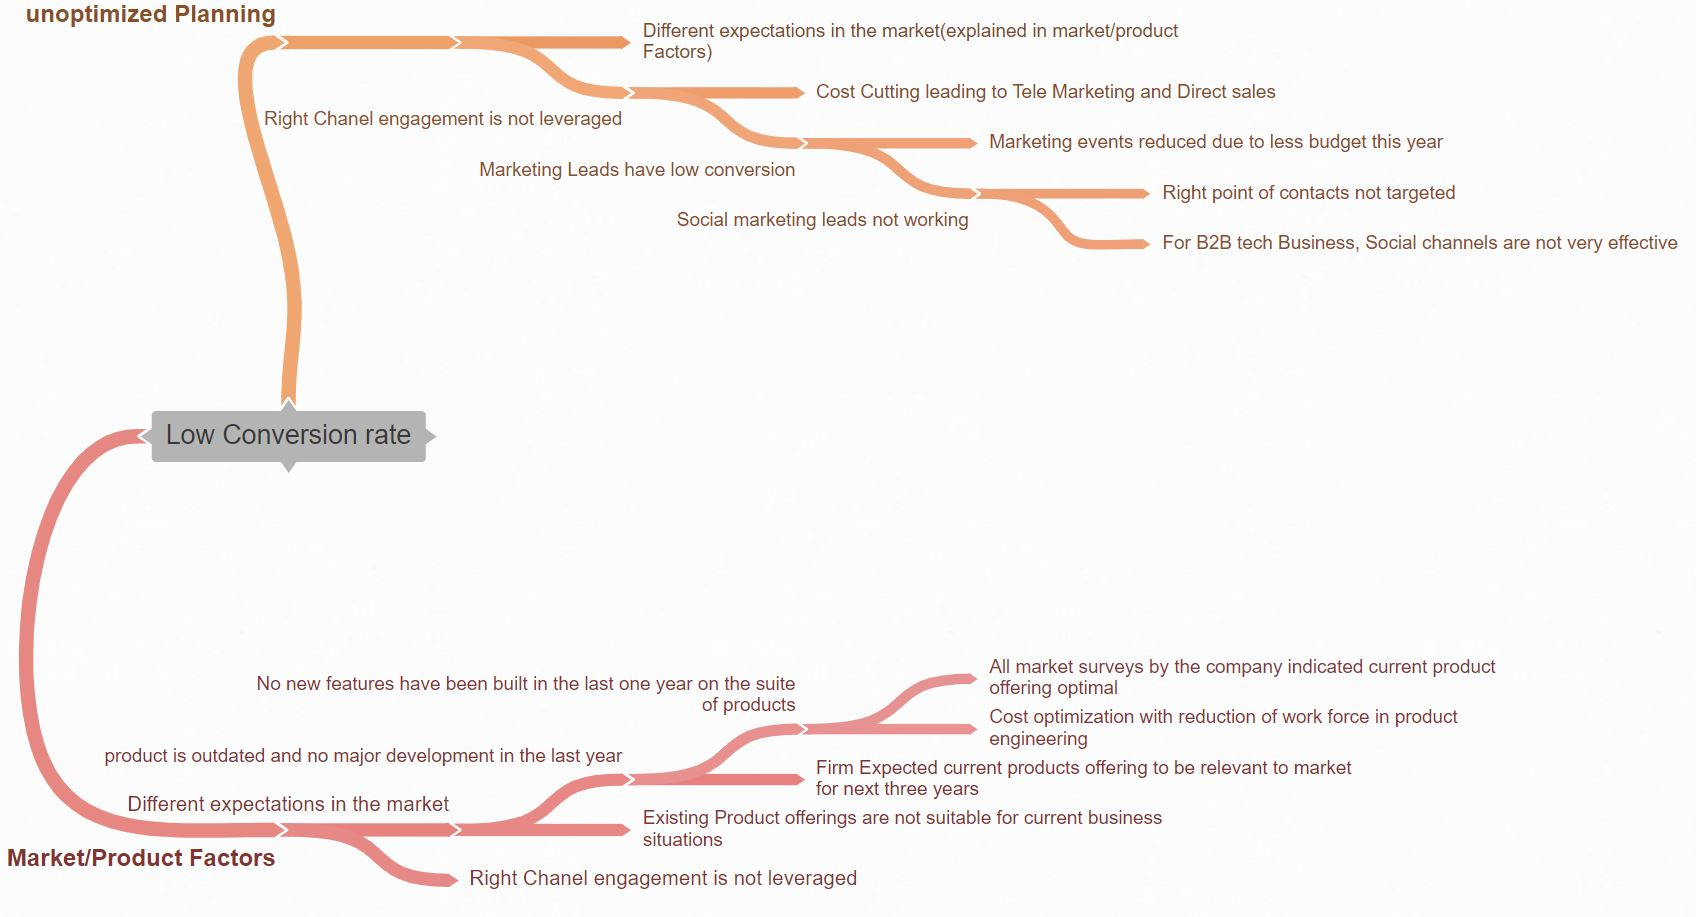 unoptimized Planning
Different expectations in the market(explained in market/product
Factors)
Cost Cutting leading to Tele Marketing and Direct sales
Right Chanel engagement is not leveraged
Marketing events reduced due to less budget this year
Marketing Leads have low conversion
Right point of contacts not targeted
Social marketing leads not working
For B2B tech Business, Social channels are not very effective
Low Conversion rate
All market surveys by the company indicated current product
offering optimal
No new features have been built in the last one year on the suite
of products
Cost optimization with reduction of work force in product
engineering
product is outdated and no major development in the last year
Firm Expected current products offering to be relevant to market
for next three years
Different expectations in the market
Existing Product offerings are not suitable for current business
situations
Market/Product Factors
Right Chanel engagement is not leveraged